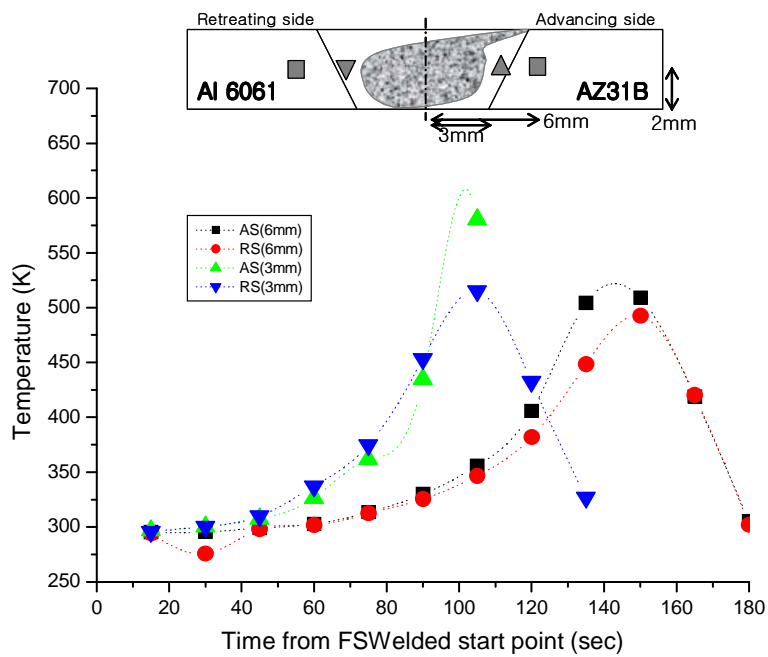 Retreating side
Advancing side
Al 6061
AZ31B
3mm
6mm
2mm
700
650
600
550
500
450
400
350
300
250
Temperature (K)
AS(6mm)
RS(6mm)
AS(3mm)
RS(3mm)
0 20 40 60 80 100 120 140 160 180
Time from FSWelded start point (sec)